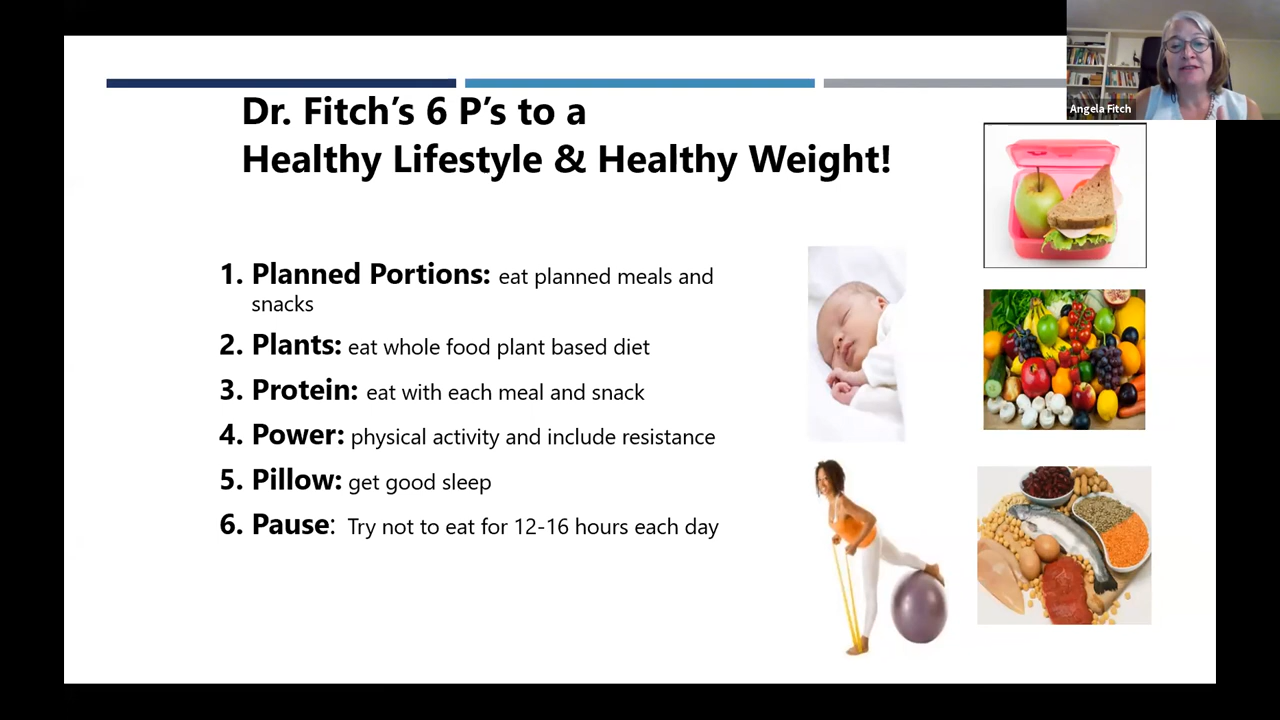 Angela Fitch
Dr. Fitch’s 6 P’s to a
Healthy Lifestyle & Healthy Weight!
1. Planned Portions: eat planned meals and
snacks
2. Plants: eat whole food plant based diet
3. Protein: eat with each meal and snack
4. Power: physical activity and include resistance
5. Pillow: get good sleep
6. Pause: Try not to eat for 12-16 hours each day